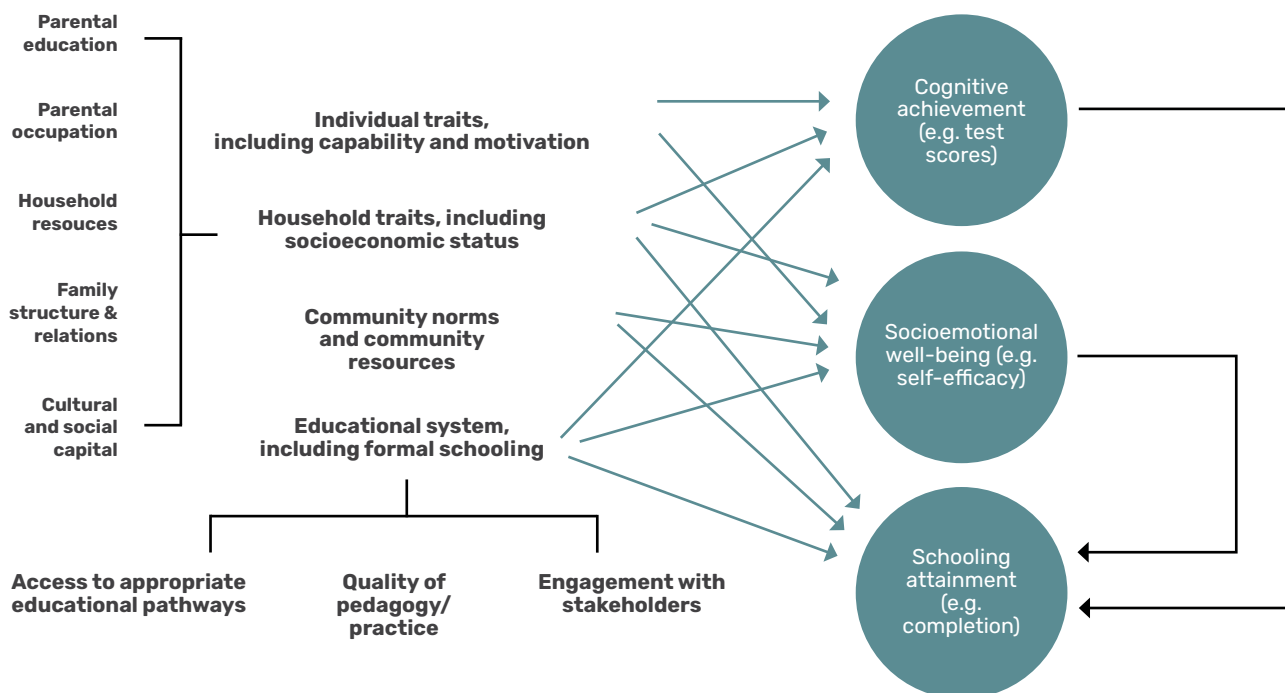 Parental
education
Parental
occupation
Household
resouces
Family
structure &
relations
Cultural
and social
capital
Individual traits,
including capability and motivation
Household traits, including
socioeconomic status
Community norms
and community
resources
Educational system,
including formal schooling
Access to appropriate
educational pathways
Quality of
pedagogy/
practice
Engagement with
stakeholders
Cognitive
achievement
(e.g. test
scores)
Socioemotional
well-being (e.g.
self-efficacy)
Schooling
attainment
(e.g.
completion)